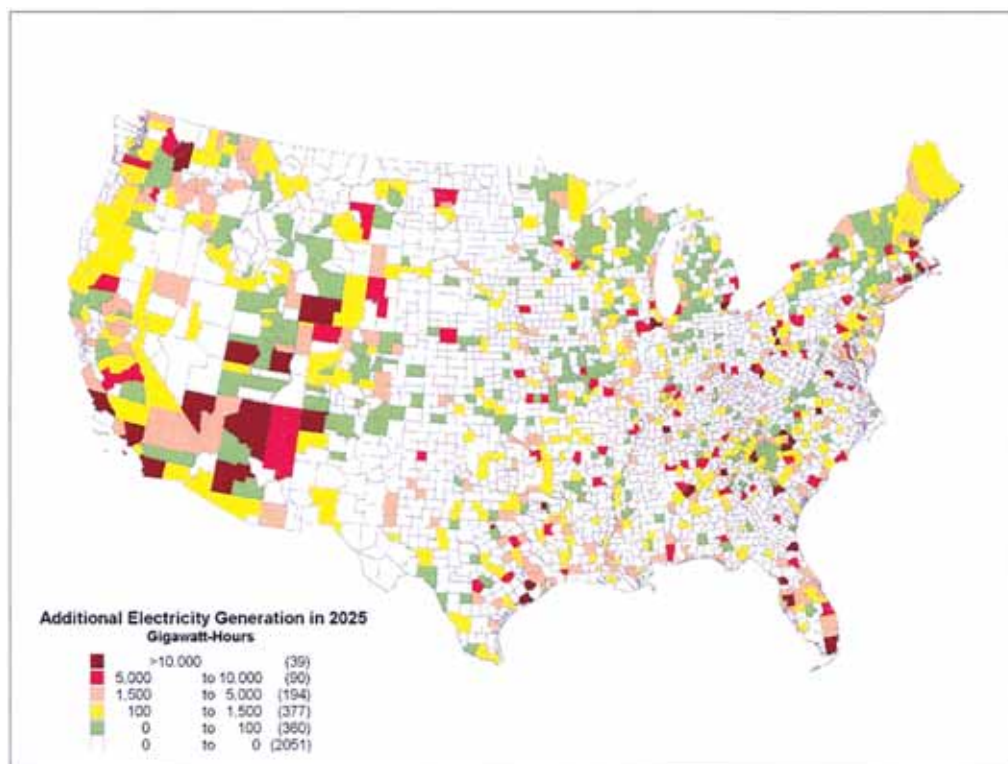 Additional Electricity Generation in 2025
Gigawatt-Hours
>10.000 (39)
5,000 to 10,000 (90)
1,500 to 5,000 (194)
100 to 1,500 (377)
0 to 100 (360)
0 to 0 (2051)